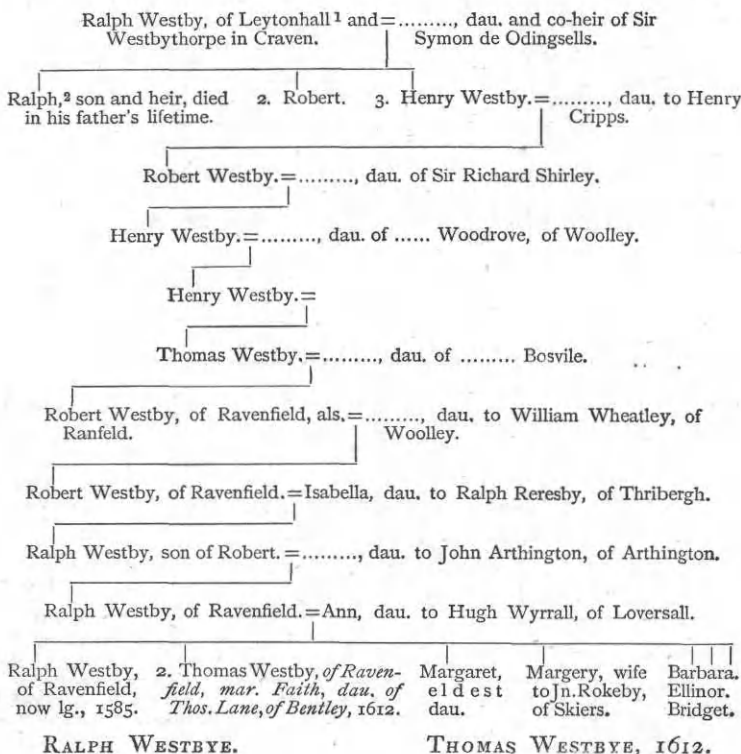 Ralph Westby, of Leytonhall¹ and=........., dau. and co-heir of Sir
Westbythorpe in Craven. Symon de Odingsells.
Ralph,² son and heir, died 2. Robert. 3. Henry Westby.=........., dau. to Henry
in his father's lifetime. Cripps.
Robert Westby.=........., dau. of Sir Richard Shirley.
Henry Westby.=........., dau. of ...... Woodrove, of Woolley.
Henry Westby.=
Thomas Westby.=........., dau. of ......... Bosvile.
Robert Westby, of Ravenfield, als.=........., dau. to William Wheatley, of
Ranfeld. Woolley.
Robert Westby, of Ravenfield.=Isabella, dau. to Ralph Reresby, of Thribergh.
Ralph Westby, son of Robert.=........., dau. to John Arthington, of Arthington.
Ralph Westby, of Ravenfield.=Ann, dau. to Hugh Wyrrall, of Loversall.
Ralph Westby, 2. Thomas Westby, of Raven- Margaret, Margery, wife Barbara.
of Ravenfield, field, mar. Faith, dau. of eldest to Jn. Rokeby, Ellinor.
now lg., 1585. Thos. Lane, of Bentley, 1612. dau. of Skiers. Bridget.
RALPH WESTBYE. THOMAS WESTBYE, 1612.